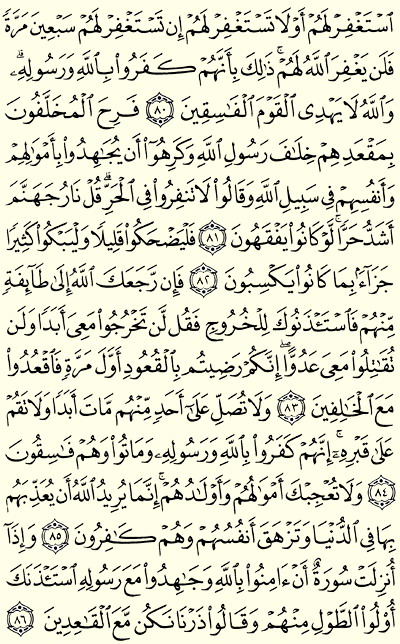 ٱسۡتَغۡفِرۡ لَهُمۡ أَوۡ لَا تَسۡتَغۡفِرۡ لَهُمۡ إِن تَسۡتَغۡفِرۡ لَهُمۡ سَبۡعِينَ مَرَّةٗ
فَلَن يَغۡفِرَ ٱللَّهُ لَهُمۡۚ ذَٰلِكَ بِأَنَّهُمۡ كَفَرُواْ بِٱللَّهِ وَرَسُولِهِۦۗ
وَٱللَّهُ لَا يَهۡدِي ٱلۡقَوۡمَ ٱلۡفَٰسِقِينَ ٨٠ فَرِحَ ٱلۡمُخَلَّفُونَ
بِمَقۡعَدِهِمۡ خِلَٰفَ رَسُولِ ٱللَّهِ وَكَرِهُوٓاْ أَن يُجَٰهِدُواْ بِأَمۡوَٰلِهِمۡ
وَأَنفُسِهِمۡ فِي سَبِيلِ ٱللَّهِ وَقَالُواْ لَا تَنفِرُواْ فِي ٱلۡحَرِّۗ قُلۡ نَارُ جَهَنَّمَ
أَشَدُّ حَرّٗاۚ لَّوۡ كَانُواْ يَفۡقَهُونَ ٨١ فَلۡيَضۡحَكُواْ قَلِيلٗا وَلۡيَبۡكُواْ كَثِيرٗا
جَزَآءَۢ بِمَا كَانُواْ يَكۡسِبُونَ ٨٢ فَإِن رَّجَعَكَ ٱللَّهُ إِلَىٰ طَآئِفَةٖ
مِّنۡهُمۡ فَٱسۡتَـٔۡذَنُوكَ لِلۡخُرُوجِ فَقُل لَّن تَخۡرُجُواْ مَعِيَ أَبَدٗا وَلَن
تُقَٰتِلُواْ مَعِيَ عَدُوًّاۖ إِنَّكُمۡ رَضِيتُم بِٱلۡقُعُودِ أَوَّلَ مَرَّةٖ فَٱقۡعُدُواْ
مَعَ ٱلۡخَٰلِفِينَ ٨٣ وَلَا تُصَلِّ عَلَىٰٓ أَحَدٖ مِّنۡهُم مَّاتَ أَبَدٗا وَلَا تَقُمۡ
عَلَىٰ قَبۡرِهِۦٓۖ إِنَّهُمۡ كَفَرُواْ بِٱللَّهِ وَرَسُولِهِۦ وَمَاتُواْ وَهُمۡ فَٰسِقُونَ
٨٤ وَلَا تُعۡجِبۡكَ أَمۡوَٰلُهُمۡ وَأَوۡلَٰدُهُمۡۚ إِنَّمَا يُرِيدُ ٱللَّهُ أَن يُعَذِّبَهُم
بِهَا فِي ٱلدُّنۡيَا وَتَزۡهَقَ أَنفُسُهُمۡ وَهُمۡ كَٰفِرُونَ ٨٥ وَإِذَآ
أُنزِلَتۡ سُورَةٌ أَنۡ ءَامِنُواْ بِٱللَّهِ وَجَٰهِدُواْ مَعَ رَسُولِهِ ٱسۡتَـٔۡذَنَكَ
أُوْلُواْ ٱلطَّوۡلِ مِنۡهُمۡ وَقَالُواْ ذَرۡنَا نَكُن مَّعَ ٱلۡقَٰعِدِينَ ٨٦